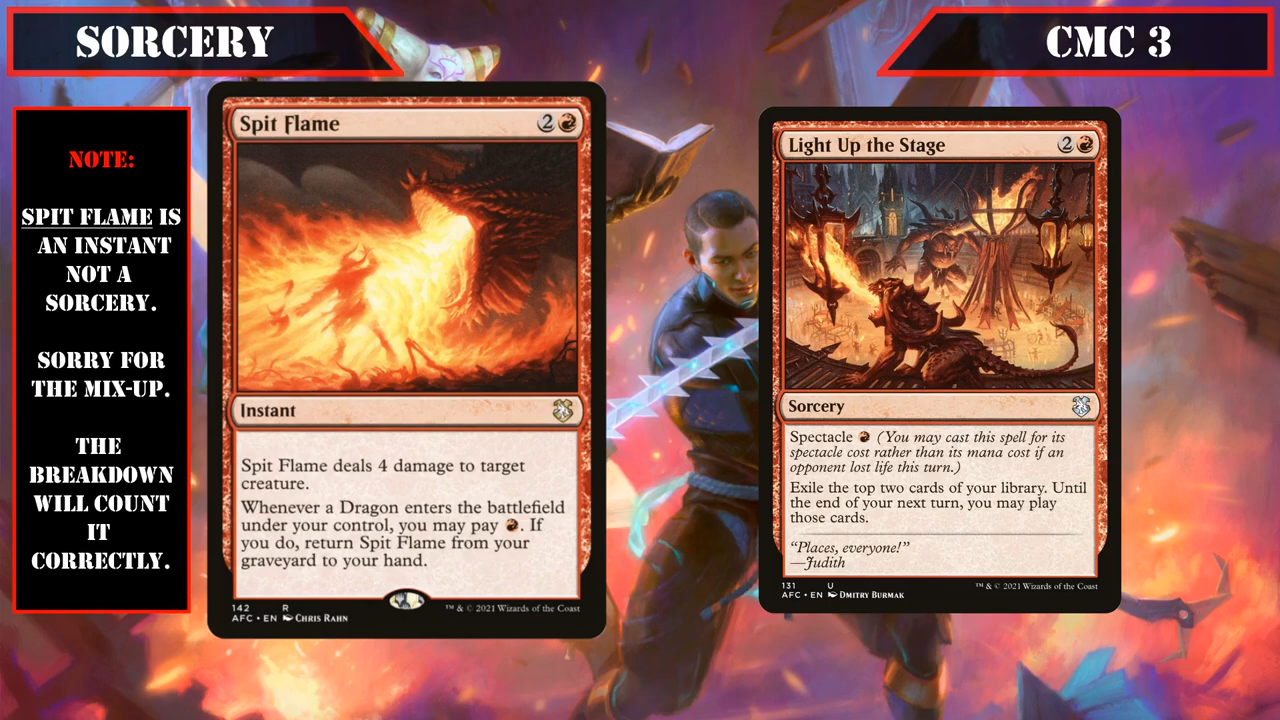 SORCERY
CMC 3
NOTE:
SPIT FLAME IS
AN INSTANT
NOT A
SORCERY.
SORRY FOR
THE MIX-UP.
THE
BREAKDOWN
WILL COUNT
IT
CORRECTLY.
Spit Flame 2
Instant
Spit Flame deals 4 damage to target
creature.
Whenever a Dragon enters the battlefield
under your control, you may pay . If
you do, return Spit Flame from your
graveyard to your hand.
142 R
AFC • EN Chris Rahn
™ & © 2021 Wizards of the Coast
Light Up the Stage 2
Sorcery
Spectacle (You may cast this spell for its
spectacle cost rather than its mana cost if an
opponent lost life this turn.)
Exile the top two cards of your library. Until
the end of your next turn, you may play
those cards.
“Places, everyone!”
—Judith
131 U
AFC • EN Dmitry Burmak
™ & © 2021 Wizards of the Coast